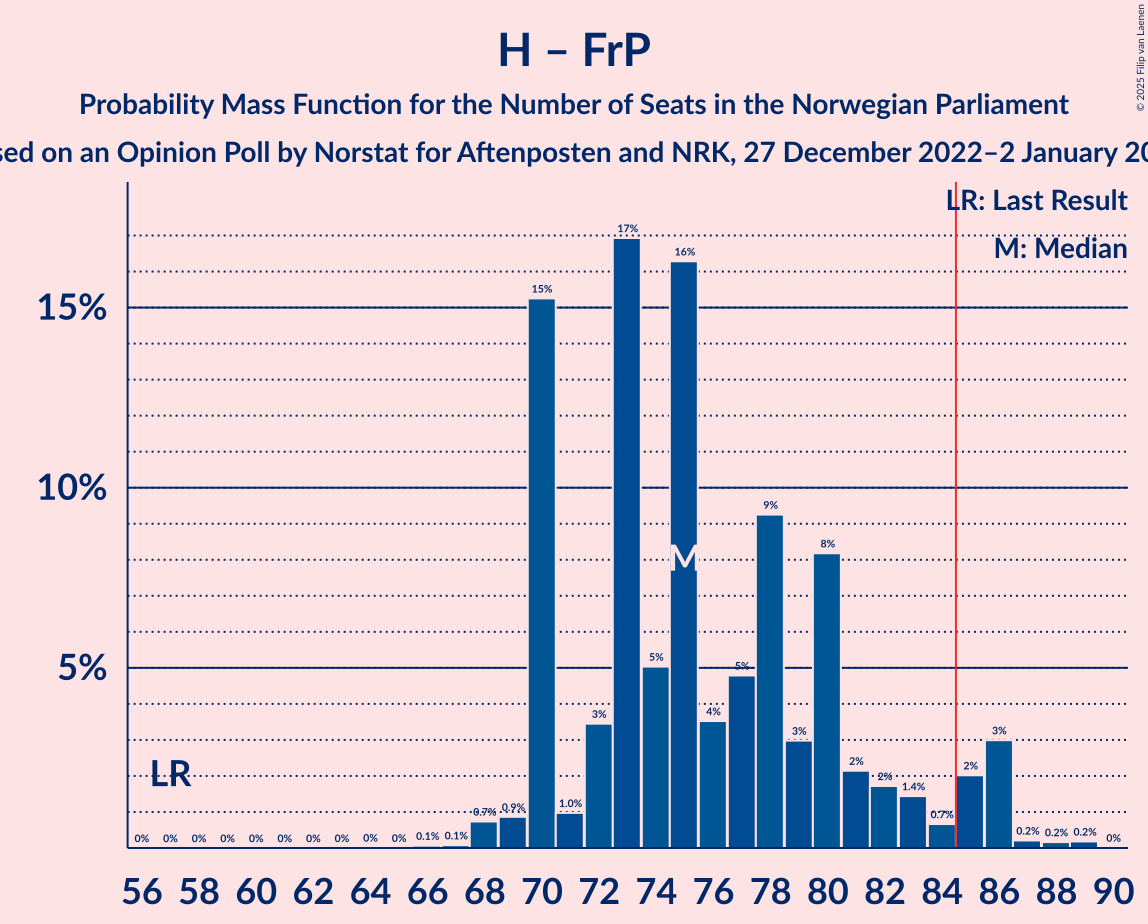 H – FrP
Probability Mass Function for the Number of Seats in the Norwegian Parliament
sed on an Opinion Poll by Norstat for Aftenposten and NRK, 27 December 2022–2 January 20
© 2025 Filip van Laenen
LR: Last Result
M: Median
15%
10%
5%
0% 0% 0% 0% 0% 0% 0% 0% 0% 0% 0.1% 0.1% 0.7% 0.9% 15% 1.0% 3% 17% 5% 16% 4% 5% 9% 3% 8% 2% 2% 1.4% 0.7% 2% 3% 0.2% 0.2% 0.2% 0%
M
LR
56 58 60 62 64 66 68 70 72 74 76 78 80 82 84 86 88 90